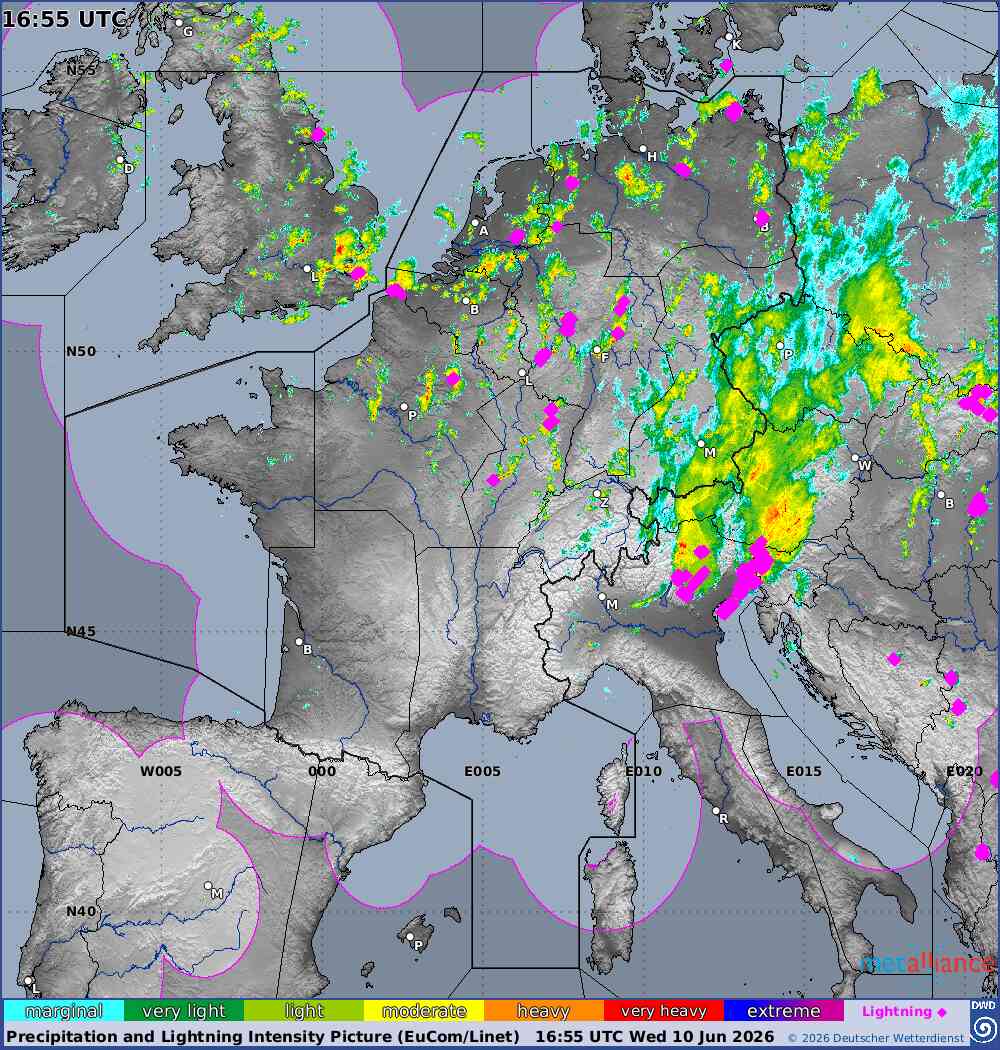 16:55 UTC
G
K
N55
D
H
A
B
L
B
N50
F
P
L
P
M
W
Z
B
M
N45
B
W005
000
E005
E010
E015
E020
R
M
N40
P
L
metalliance
marginal
very light
light
moderate
heavy
very heavy
extreme
Lightning
DWD
Precipitation and Lightning Intensity Picture (EuCom/Linet) 16:55 UTC Wed 10 Jun 2026 © 2026 Deutscher Wetterdienst